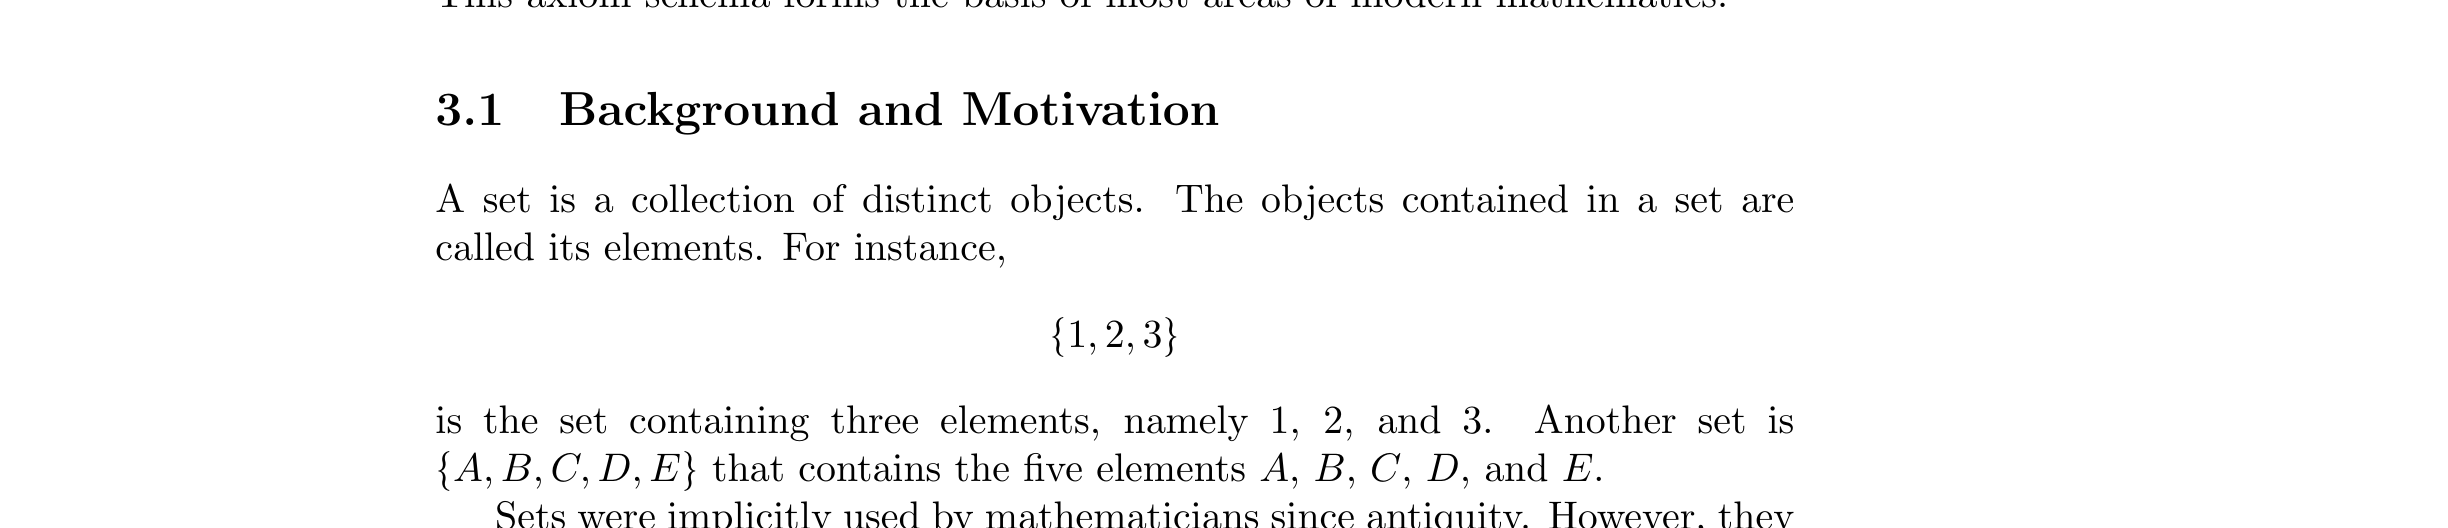 This axiom schema forms the basis of most areas of modern mathematics.
3.1 Background and Motivation
A set is a collection of distinct objects. The objects contained in a set are
called its elements. For instance,
{1, 2, 3}
is the set containing three elements, namely 1, 2, and 3. Another set is
{A, B, C, D, E} that contains the five elements A, B, C, D, and E.
Sets were implicitly used by mathematicians since antiquity. However, they